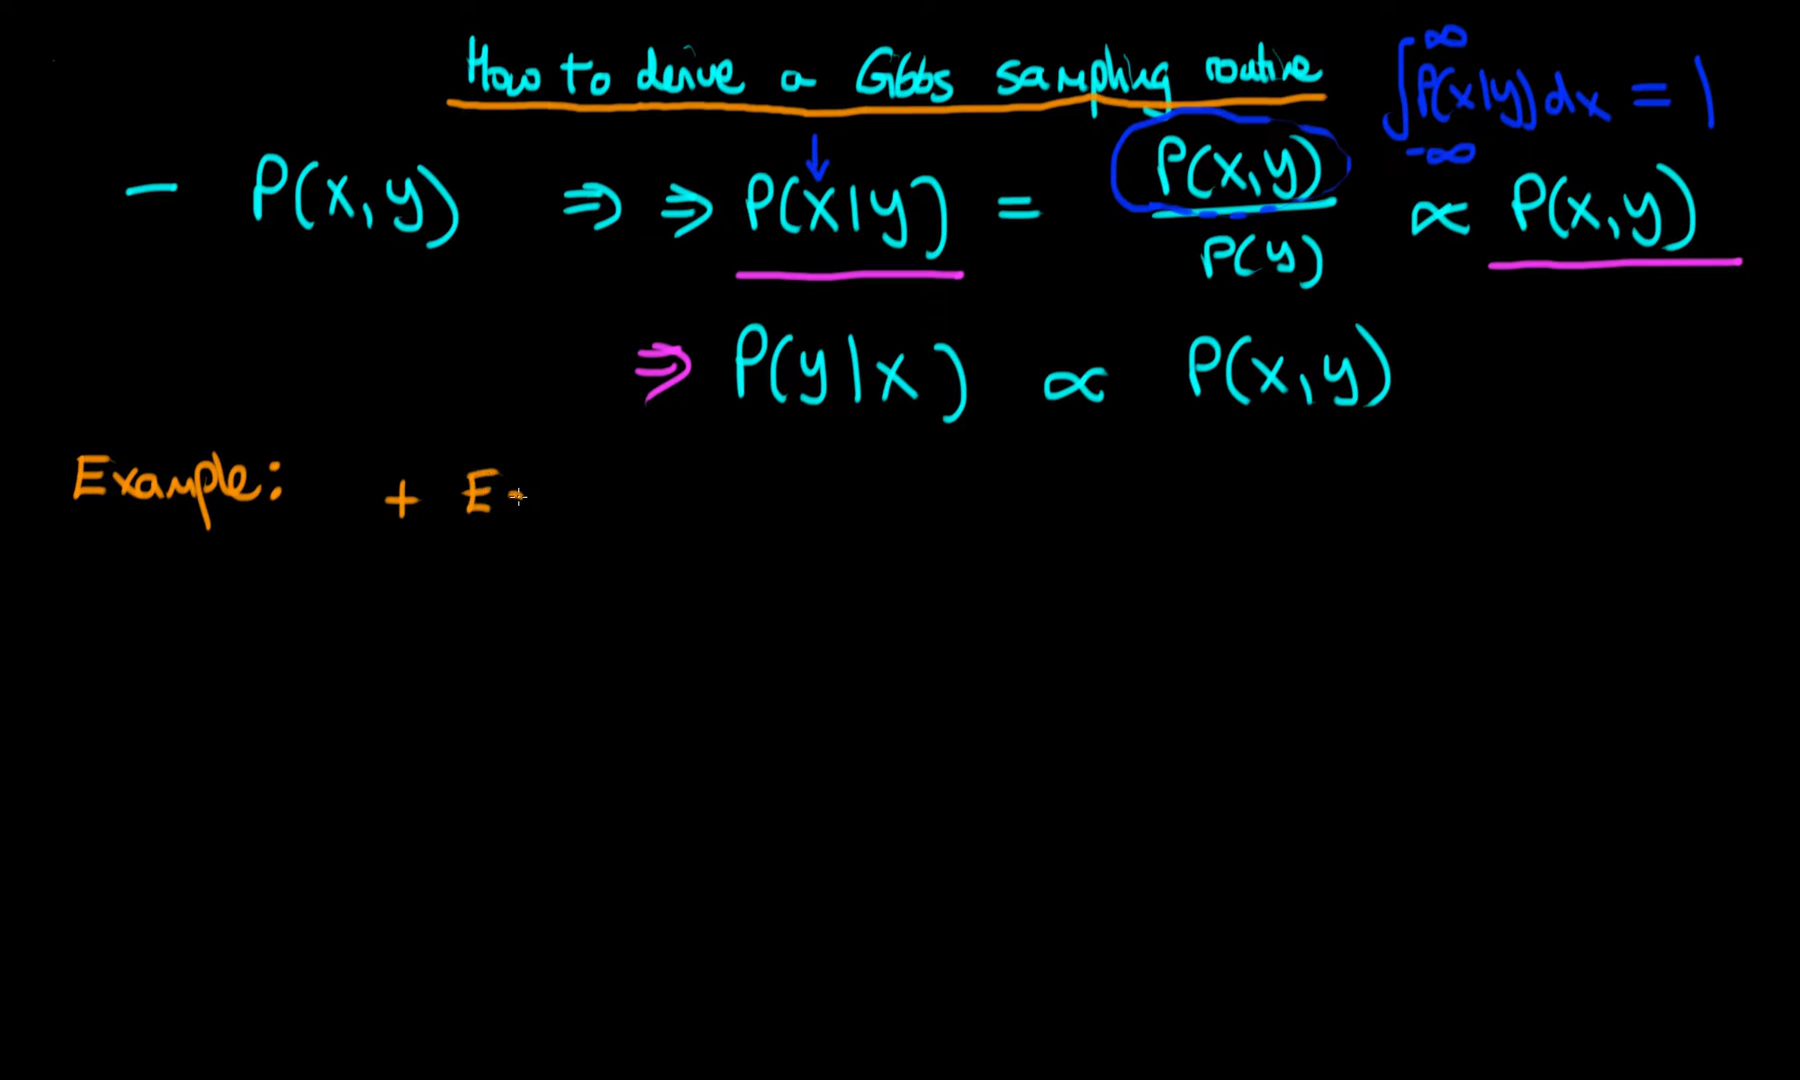 How to derive a Gibbs sampling routine
∫_{-∞}^{∞} P(x|y) dx = 1
- P(x,y) ⇒ ⇒ P(x|y) = P(x,y) / P(y) ∝ P(x,y)
⇒ P(y|x) ∝ P(x,y)
Example: + E